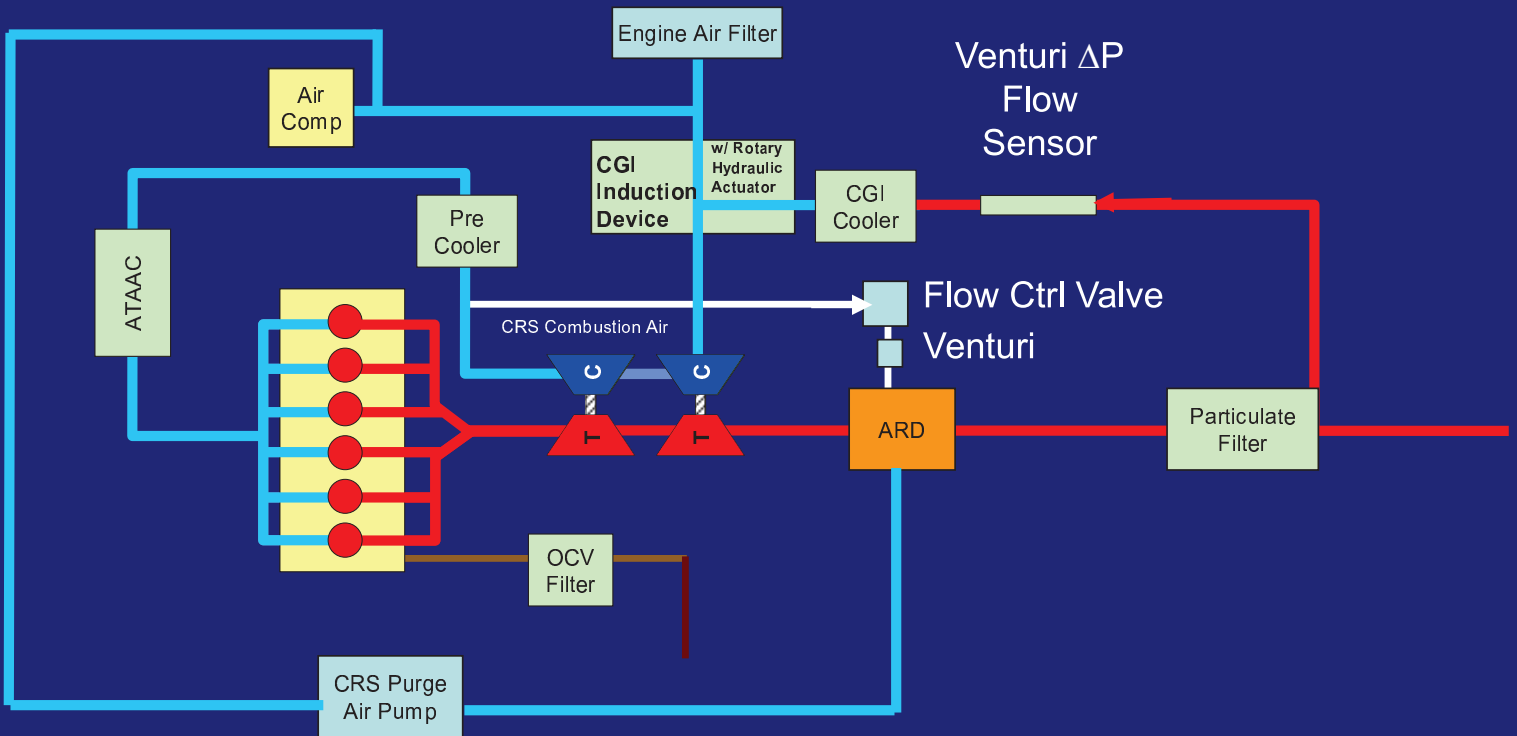 Engine Air Filter
Venturi ΔP
Flow
Sensor
Air
Comp
CGI
Induction
Device
w/ Rotary
Hydraulic
Actuator
CGI
Cooler
Pre
Cooler
ATAAC
Flow Ctrl Valve
CRS Combustion Air
Venturi
C
C
T
T
ARD
Particulate
Filter
OCV
Filter
CRS Purge
Air Pump